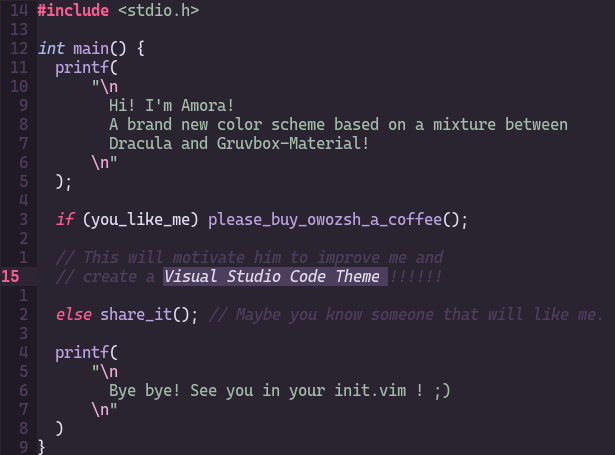 14 #include <stdio.h>
13
12 int main() {
11   printf(
10       "\n
9         Hi! I'm Amora!
8         A brand new color scheme based on a mixture between
7         Dracula and Gruvbox-Material!
6       \n"
5   );
4
3   if (you_like_me) please_buy_owozsh_a_coffee();
2
1   // This will motivate him to improve me and
15   // create a Visual Studio Code Theme !!!!!!
1
2   else share_it(); // Maybe you know someone that will like me.
3
4   printf(
5       "\n
6         Bye bye! See you in your init.vim ! ;)
7       \n"
8   )
9 }